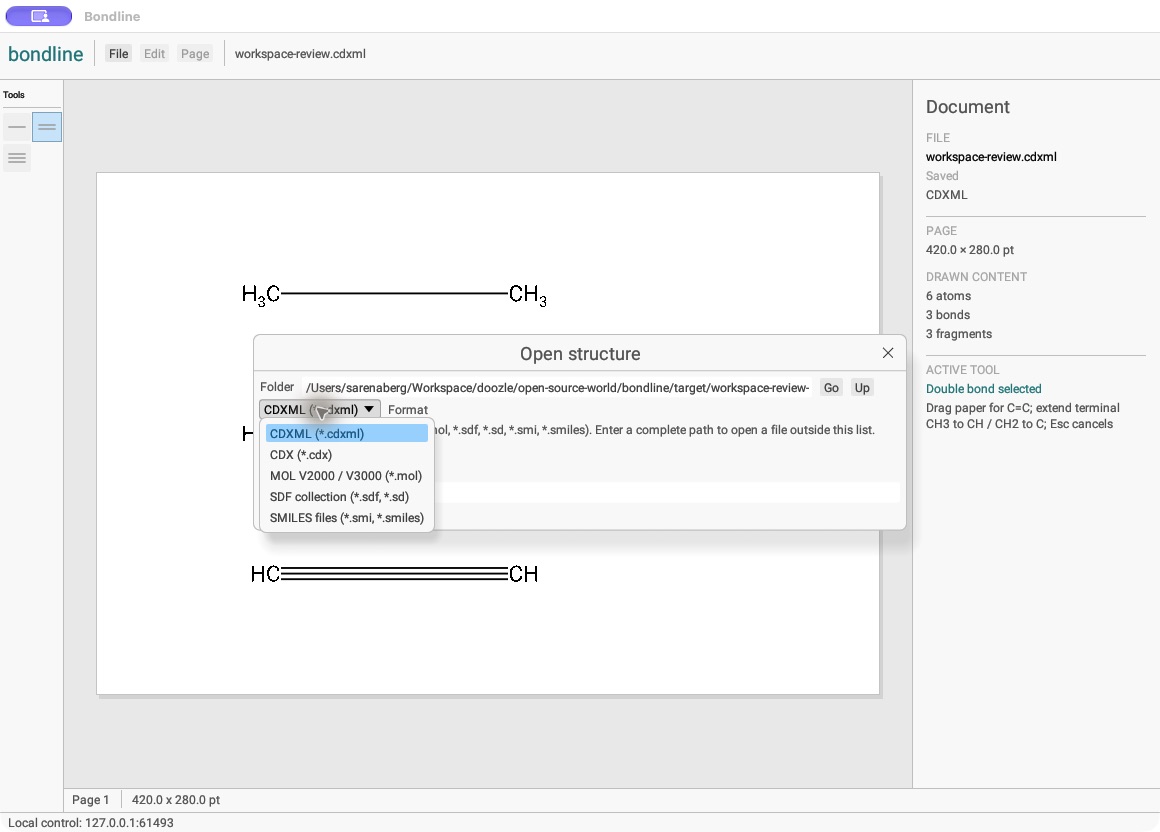 Bondline
bondline File Edit Page workspace-review.cdxml
Tools
Document
FILE
workspace-review.cdxml
Saved
CDXML
PAGE
420.0 × 280.0 pt
DRAWN CONTENT
6 atoms
3 bonds
3 fragments
ACTIVE TOOL
Double bond selected
Drag paper for C=C; extend terminal
CH3 to CH / CH2 to C; Esc cancels
H3C CH3
Open structure
Folder /Users/sarenaberg/Workspace/doozle/open-source-world/bondline/target/workspace-review- Go Up
CDXML (*.cdxml) Format
*.sdf, *.sd, *.smi, *.smiles). Enter a complete path to open a file outside this list.
CDXML (*.cdxml)
CDX (*.cdx)
MOL V2000 / V3000 (*.mol)
SDF collection (*.sdf, *.sd)
SMILES files (*.smi, *.smiles)
HC CH
Page 1 420.0 x 280.0 pt
Local control: 127.0.0.1:61493